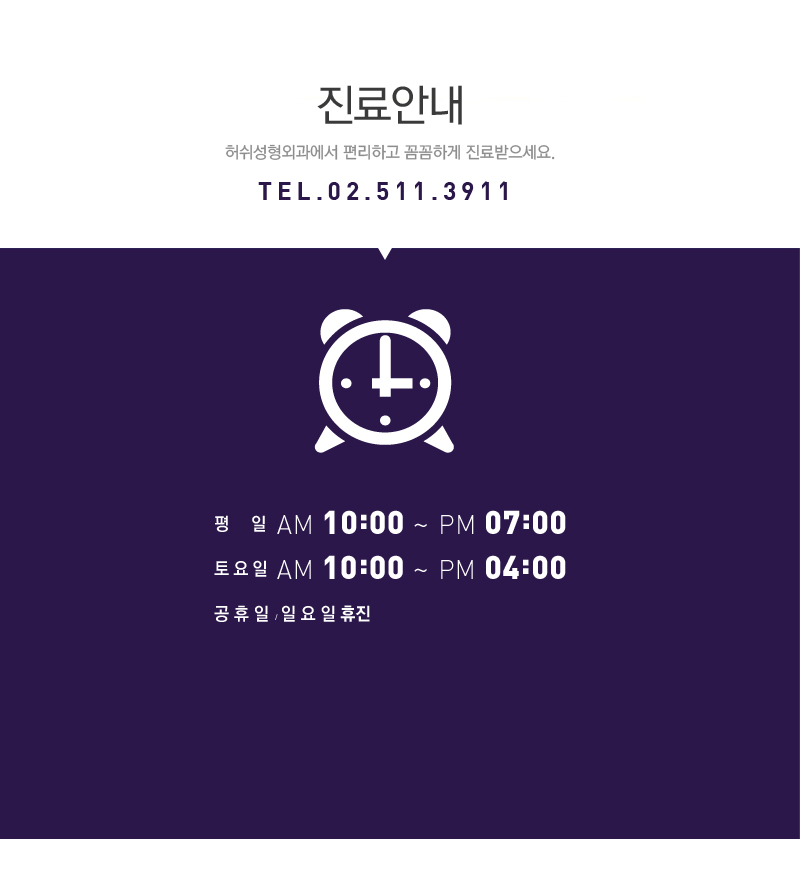 진료안내
허쉬성형외과에서 편리하고 꼼꼼하게 진료받으세요.
TEL.02.511.3911
평 일 AM 10:00 ~ PM 07:00
토요일 AM 10:00 ~ PM 04:00
공휴일 / 일요일 휴진